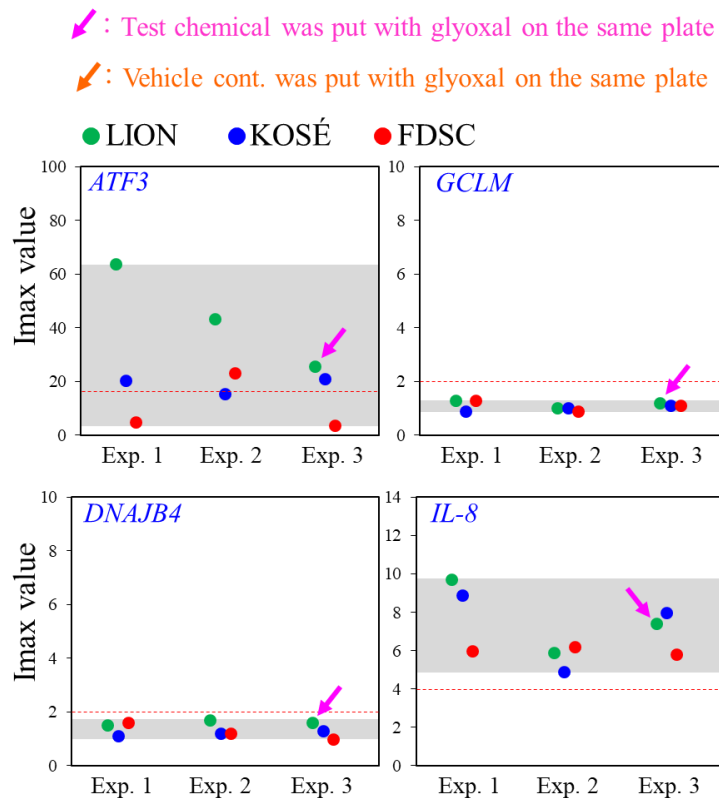 : Test chemical was put with glyoxal on the same plate
: Vehicle cont. was put with glyoxal on the same plate
LION KOSÉ FDSC
ATF3
100
80
60
40
20
0
Imax value
Exp. 1 Exp. 2 Exp. 3
GCLM
10
8
6
4
2
0
Exp. 1 Exp. 2 Exp. 3
DNAJB4
10
8
6
4
2
0
Imax value
Exp. 1 Exp. 2 Exp. 3
IL-8
14
12
10
8
6
4
2
0
Exp. 1 Exp. 2 Exp. 3